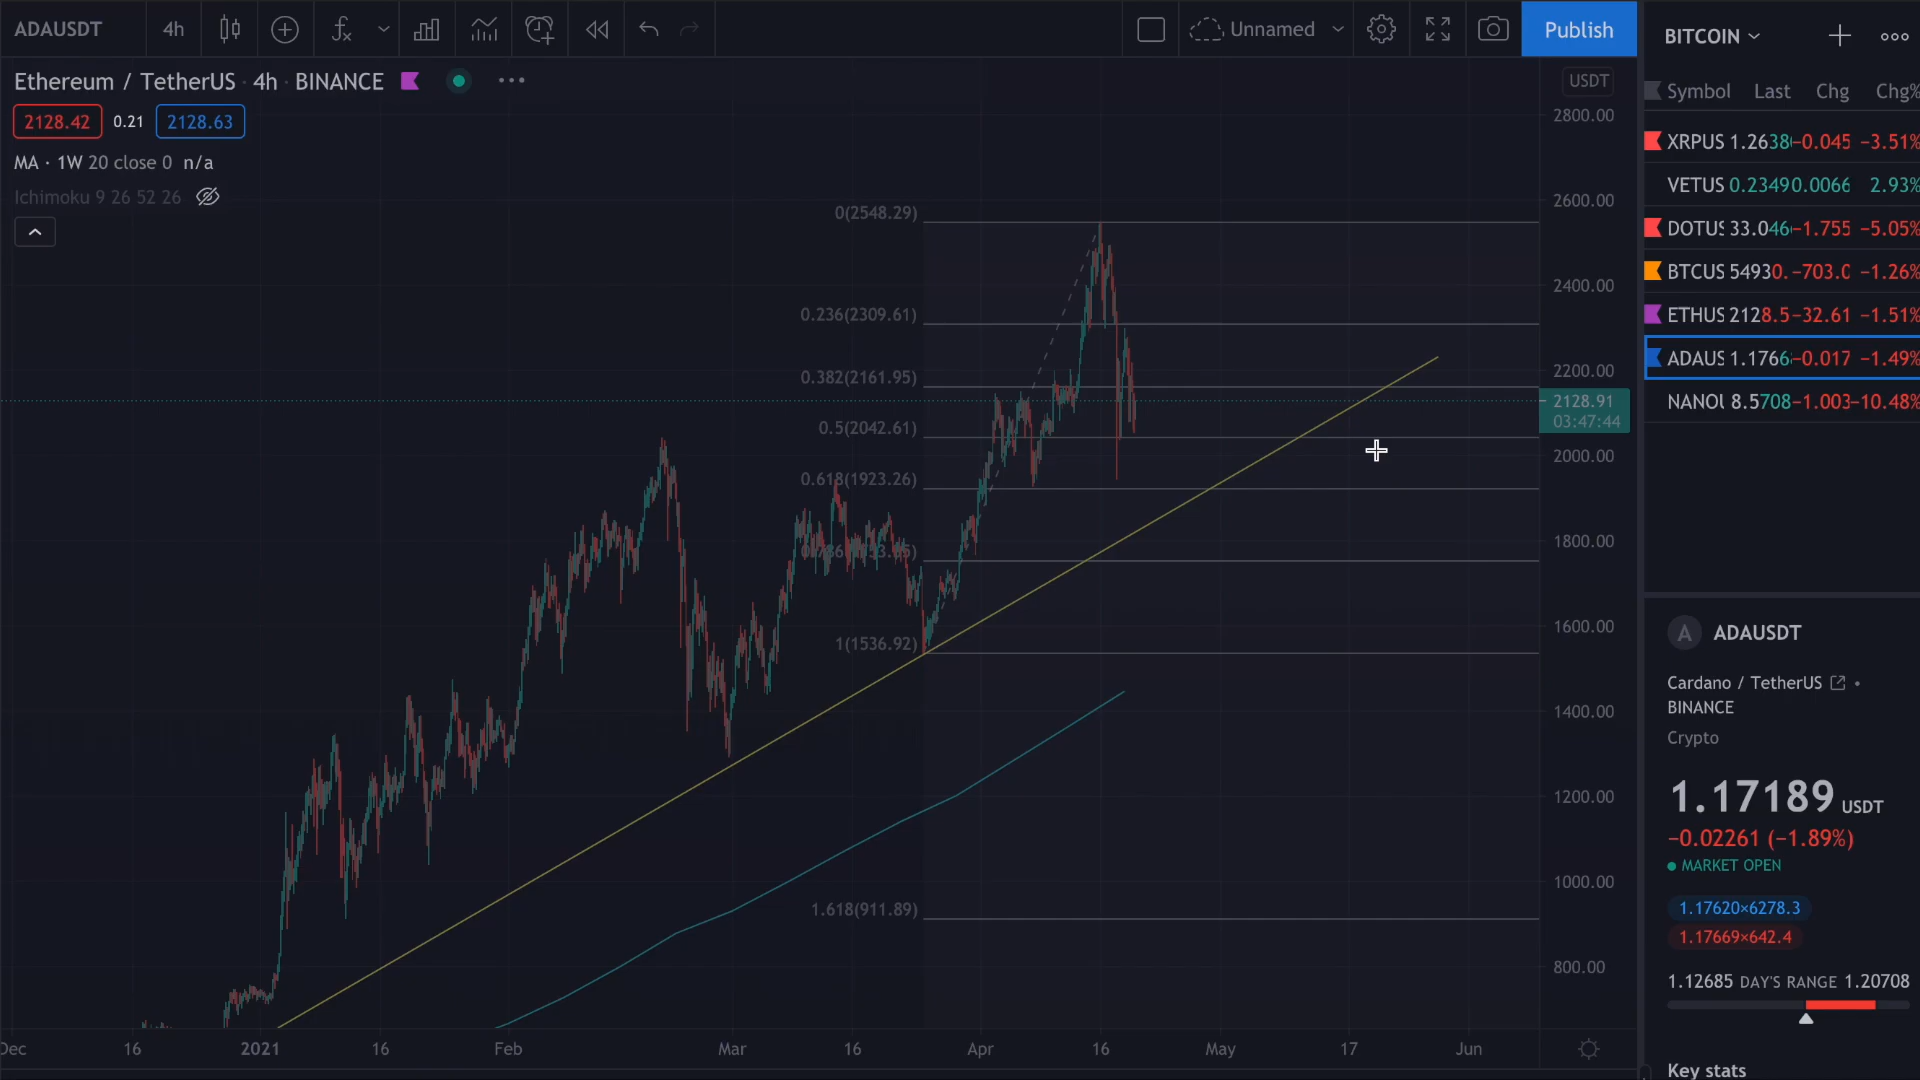 ADAUSDT 4h Unnamed Publish
Ethereum / TetherUS · 4h · BINANCE
2128.42 0.21 2128.63
MA · 1W 20 close 0 n/a
Ichimoku 9 26 52 26
USDT
2800.00
2600.00
2400.00
2200.00
2128.91
03:47:44
2000.00
1800.00
1600.00
1400.00
1200.00
1000.00
800.00
0(2548.29)
0.236(2309.61)
0.382(2161.95)
0.5(2042.61)
0.618(1923.26)
1(1536.92)
1.618(911.89)
Dec 16 2021 16 Feb Mar 16 Apr 16 May 17 Jun
BITCOIN
Symbol Last Chg Chg%
XRPUS 1.2638 −0.045 −3.51%
VETUS 0.2349 0.0066 2.93%
DOTUS 33.046 −1.755 −5.05%
BTCUS 54930. −703.0 −1.26%
ETHUS 2128.5 −32.61 −1.51%
ADAUS 1.1766 −0.017 −1.49%
NANOU 8.5708 −1.003 −10.48%
A ADAUSDT
Cardano / TetherUS
BINANCE
Crypto
1.17189 USDT
−0.02261 (−1.89%)
MARKET OPEN
1.17620×6278.3
1.17669×642.4
1.12685 DAY'S RANGE 1.20708
Key stats